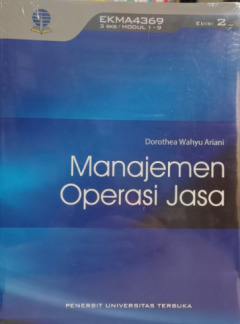 EKMA4369
3 sks / MODUL 1 - 9
Edisi 2
Dorothea Wahyu Ariani
Manajemen
Operasi Jasa
PENERBIT UNIVERSITAS TERBUKA